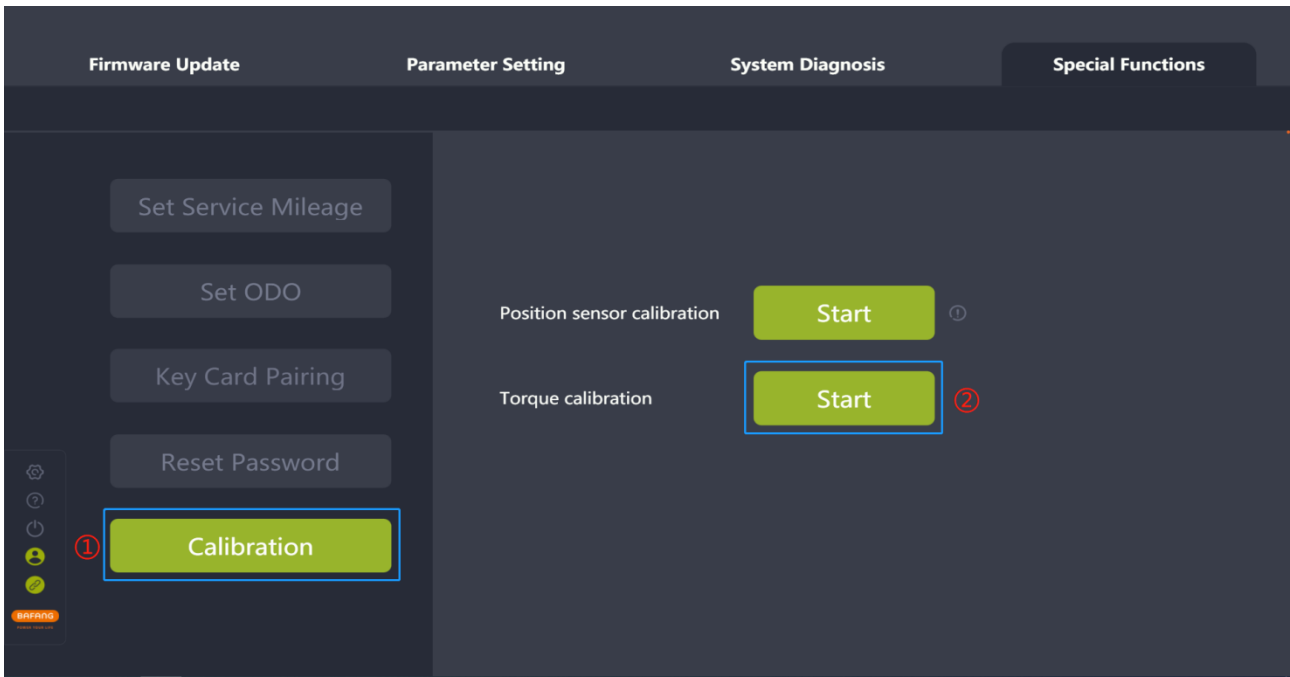 Firmware Update
Parameter Setting
System Diagnosis
Special Functions
Set Service Mileage
Set ODO
Position sensor calibration
Start
Key Card Pairing
Torque calibration
Start
②
Reset Password
①
Calibration
BAFANG